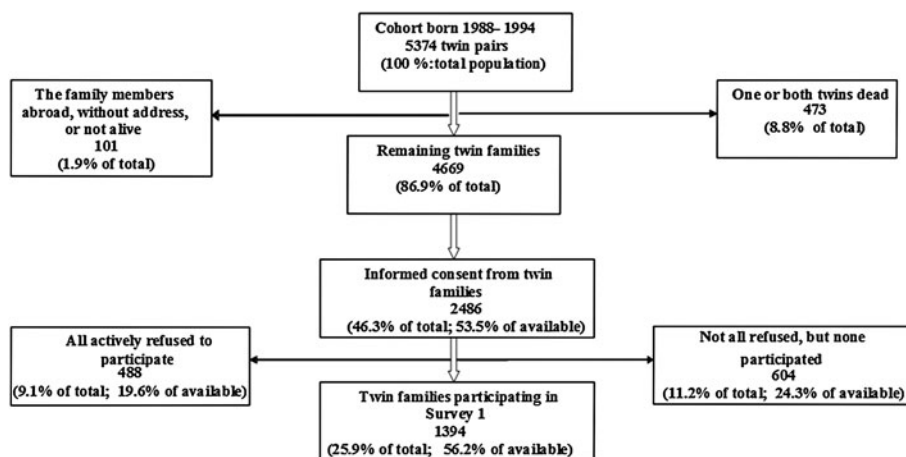 Cohort born 1988– 1994
5374 twin pairs
(100 %:total population)
The family members
abroad, without address,
or not alive
101
(1.9% of total)
One or both twins dead
473
(8.8% of total)
Remaining twin families
4669
(86.9% of total)
Informed consent from twin
families
2486
(46.3% of total; 53.5% of available)
All actively refused to
participate
488
(9.1% of total; 19.6% of available)
Not all refused, but none
participated
604
(11.2% of total; 24.3% of available)
Twin families participating in
Survey 1
1394
(25.9% of total; 56.2% of available)